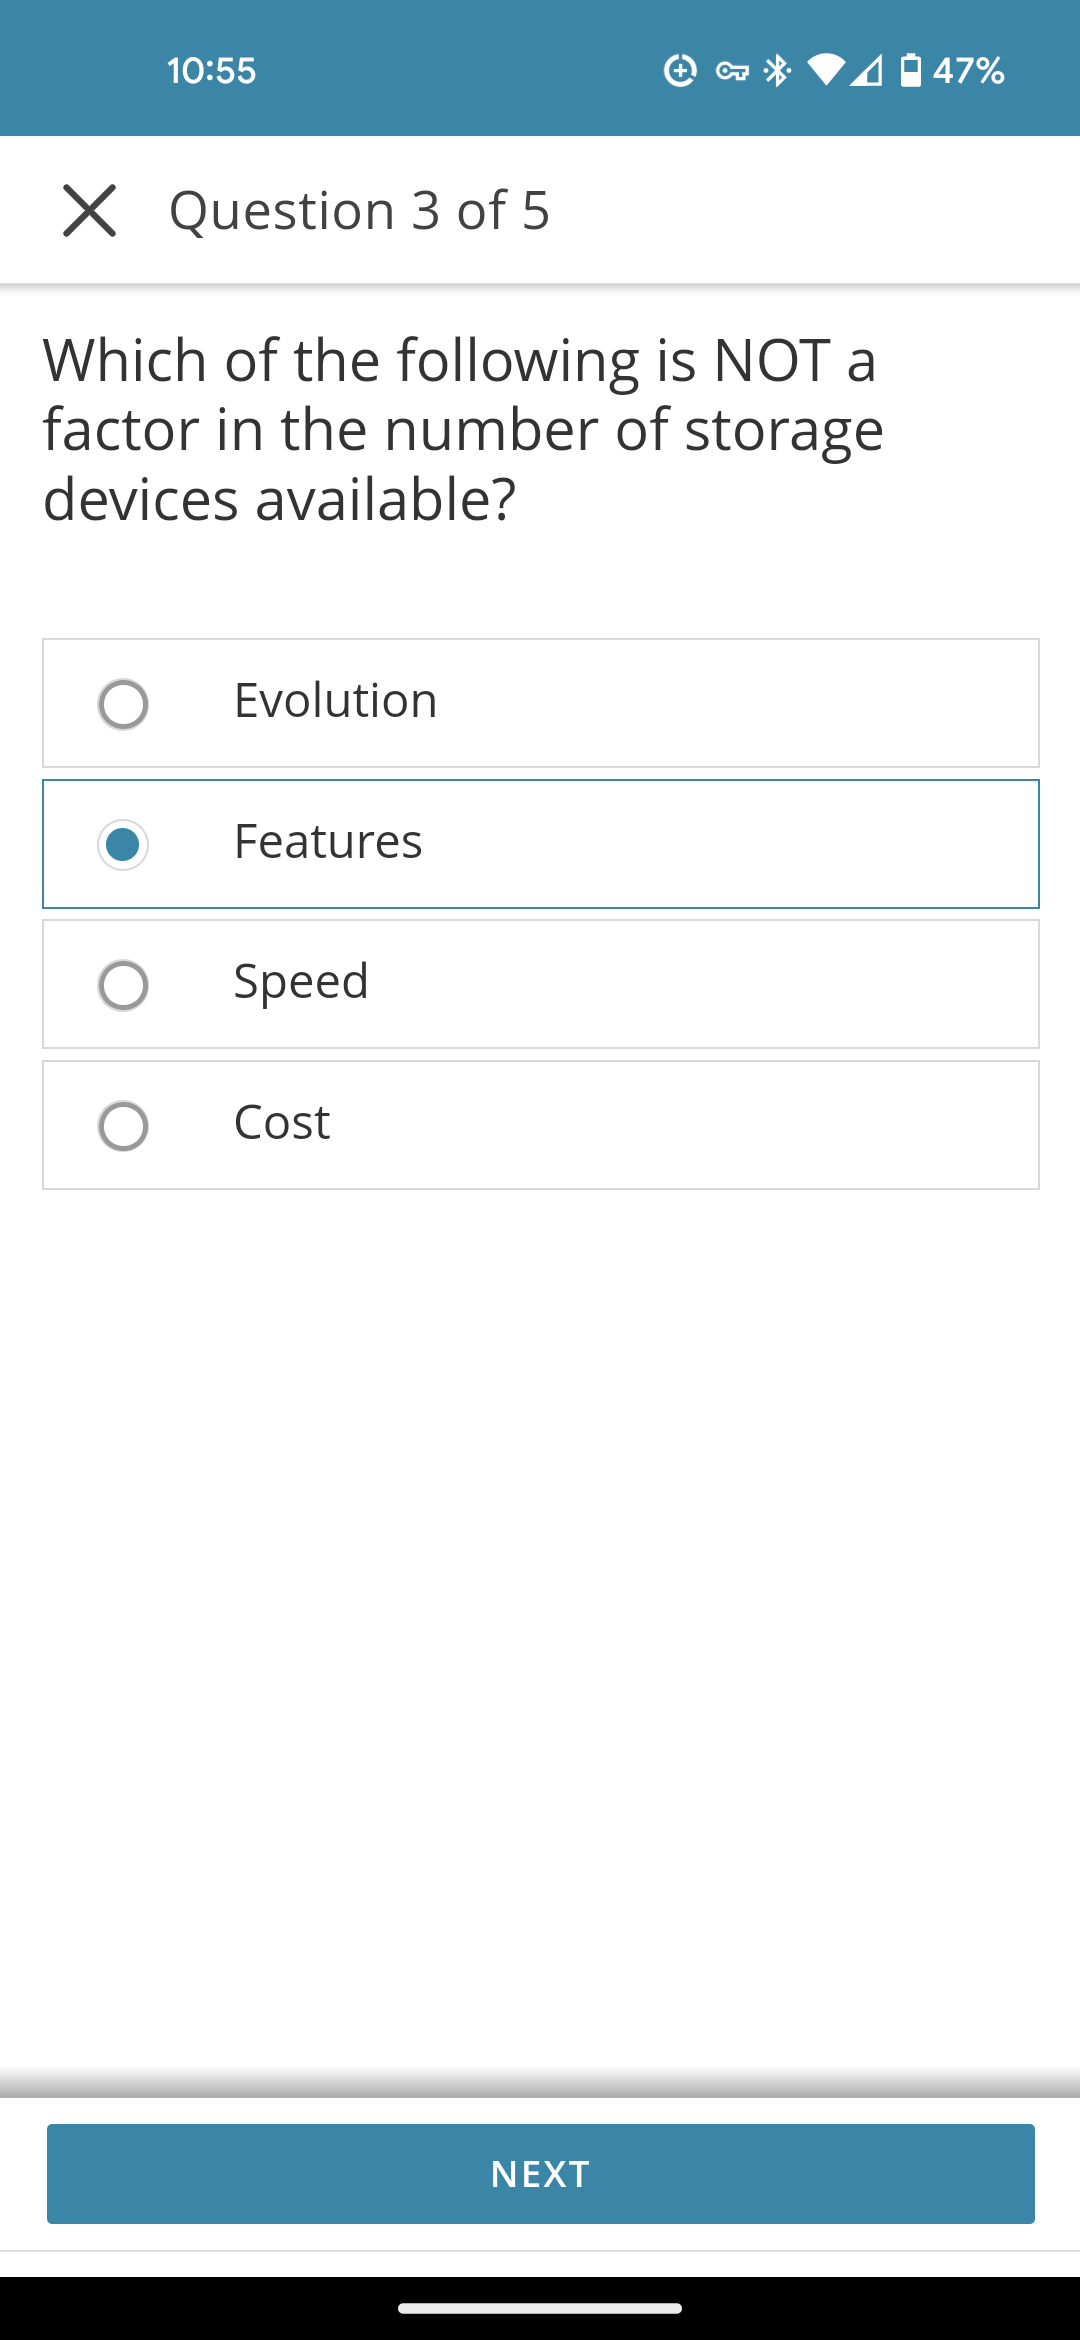 10:55
47%
Question 3 of 5
Which of the following is NOT a
factor in the number of storage
devices available?
Evolution
Features
Speed
Cost
NEXT